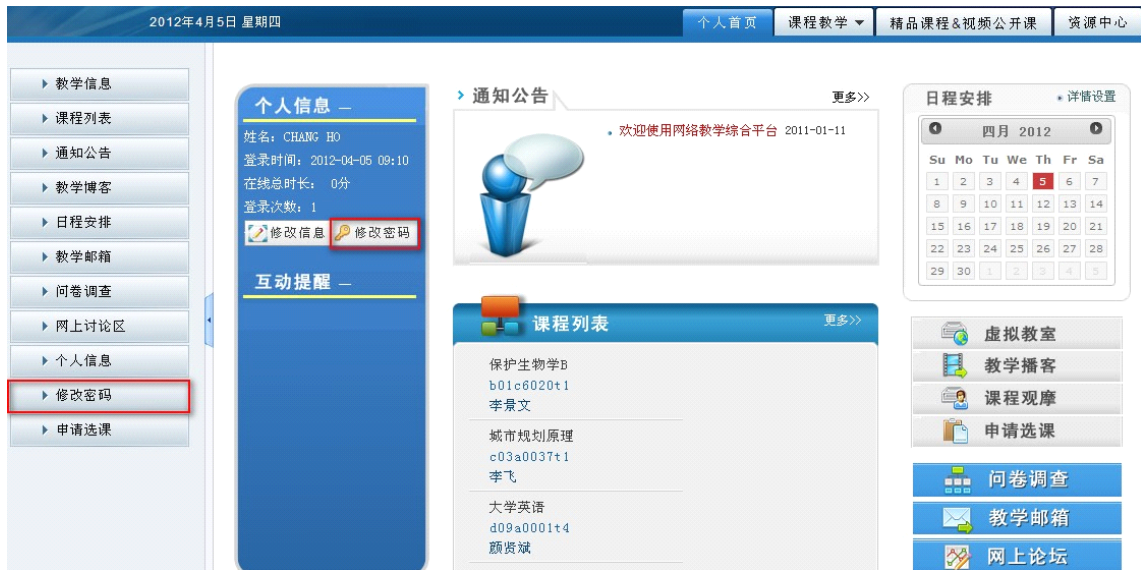 2012年4月5日 星期四
个人首页
课程教学
精品课程&视频公开课
资源中心
教学信息
课程列表
通知公告
教学博客
日程安排
教学邮箱
问卷调查
网上讨论区
个人信息
修改密码
申请选课
个人信息
姓名：CHANG HO
登录时间：2012-04-05 09:10
在线总时长： 0分
登录次数：1
修改信息 修改密码
互动提醒
通知公告 更多>>
欢迎使用网络教学综合平台 2011-01-11
课程列表 更多>>
保护生物学B
b01c6020t1
李景文
城市规划原理
c03a0037t1
李飞
大学英语
d09a0001t4
颜贤斌
日程安排 详情设置
四月 2012
Su Mo Tu We Th Fr Sa
1 2 3 4 5 6 7
8 9 10 11 12 13 14
15 16 17 18 19 20 21
22 23 24 25 26 27 28
29 30 1 2 3 4 5
虚拟教室
教学播客
课程观摩
申请选课
问卷调查
教学邮箱
网上论坛